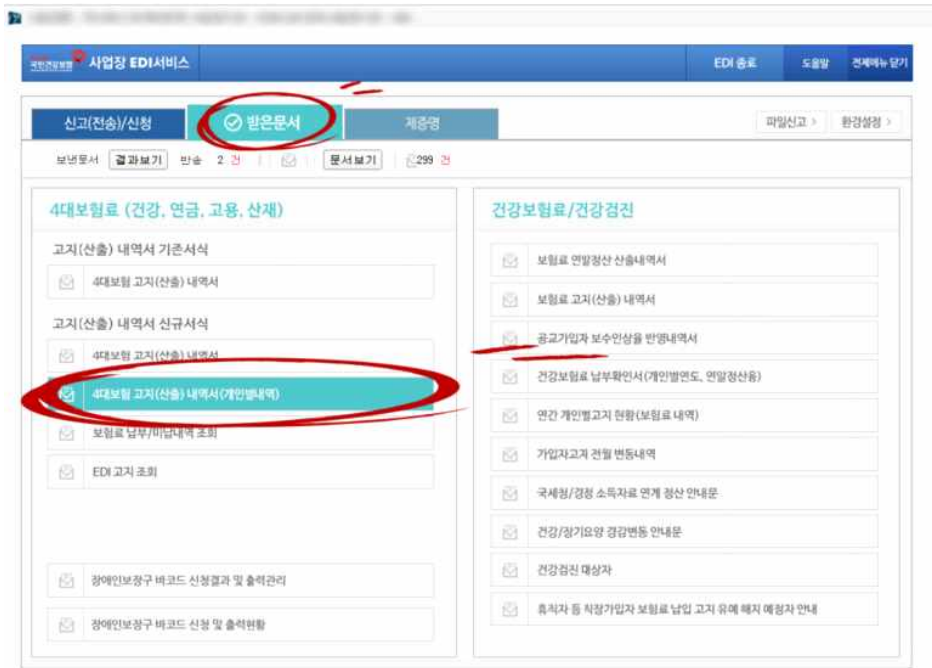 국민건강보험 사업장 EDI서비스
EDI 종료
도움말
전체메뉴 닫기
신고(전송)/신청
받은문서
제증명
파일신고 >
환경설정 >
보낸문서 결과보기 반송 2 건 문서보기 299 건
4대보험료 (건강, 연금, 고용, 산재)
고지(산출) 내역서 기존서식
4대보험 고지(산출) 내역서
고지(산출) 내역서 신규서식
4대보험 고지(산출) 내역서
4대보험 고지(산출) 내역서(개인별내역)
보험료 납부/미납내역 조회
EDI 고지 조회
장애인보장구 바코드 신청결과 및 출력관리
장애인보장구 바코드 신청 및 출력현황
건강보험료/건강검진
보험료 연말정산 산출내역서
보험료 고지(산출) 내역서
공교가입자 보수인상율 반영내역서
건강보험료 납부확인서(개인별연도, 연말정산용)
연간 개인별고지 현황(보험료 내역)
가입자고지 전월 변동내역
국세청/경정 소득자료 연계 정산 안내문
건강/장기요양 경감변동 안내문
건강검진 대상자
휴직자 등 직장가입자 보험료 납입 고지 유예 해지 예정자 안내